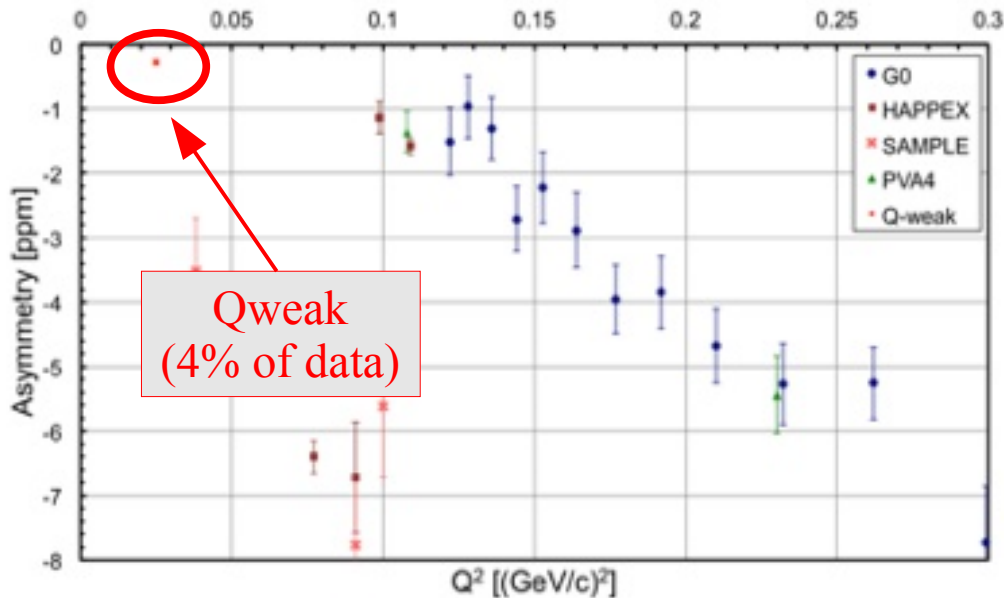 0 0.05 0.1 0.15 0.2 0.25 0.3
0
-1
-2
-3
-4
-5
-6
-7
-8
Asymmetry [ppm]
G0
HAPPEX
SAMPLE
PVA4
Q-weak
Qweak
(4% of data)
Q² [(GeV/c)²]